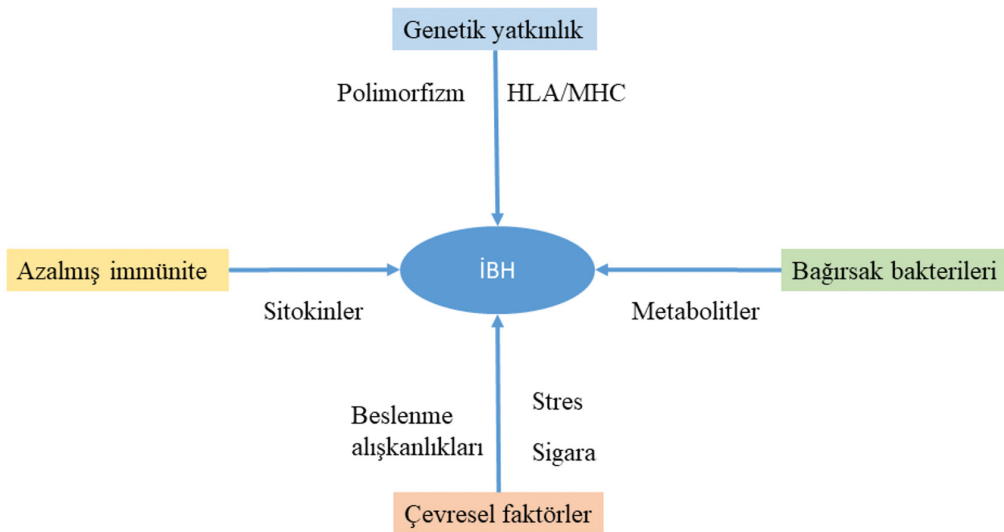 Genetik yatkınlık
Polimorfizm
HLA/MHC
Azalmış immünite
İBH
Bağırsak bakterileri
Sitokinler
Metabolitler
Beslenme
alışkanlıkları
Stres
Sigara
Çevresel faktörler